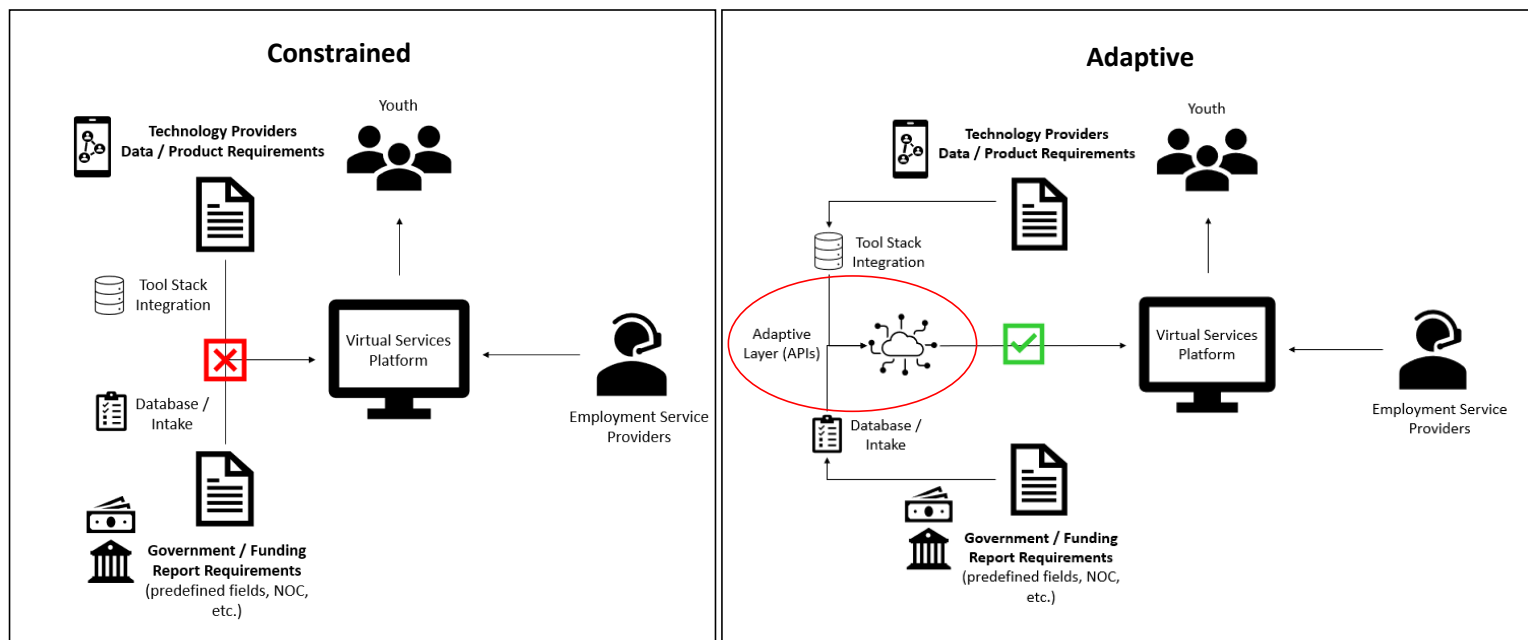 Constrained
Youth
Technology Providers
Data / Product Requirements
Tool Stack
Integration
Virtual Services
Platform
Database /
Intake
Employment Service
Providers
Government / Funding
Report Requirements
(predefined fields, NOC,
etc.)
Adaptive
Youth
Technology Providers
Data / Product Requirements
Tool Stack
Integration
Adaptive
Layer (APIs)
Virtual Services
Platform
Database /
Intake
Employment Service
Providers
Government / Funding
Report Requirements
(predefined fields, NOC,
etc.)